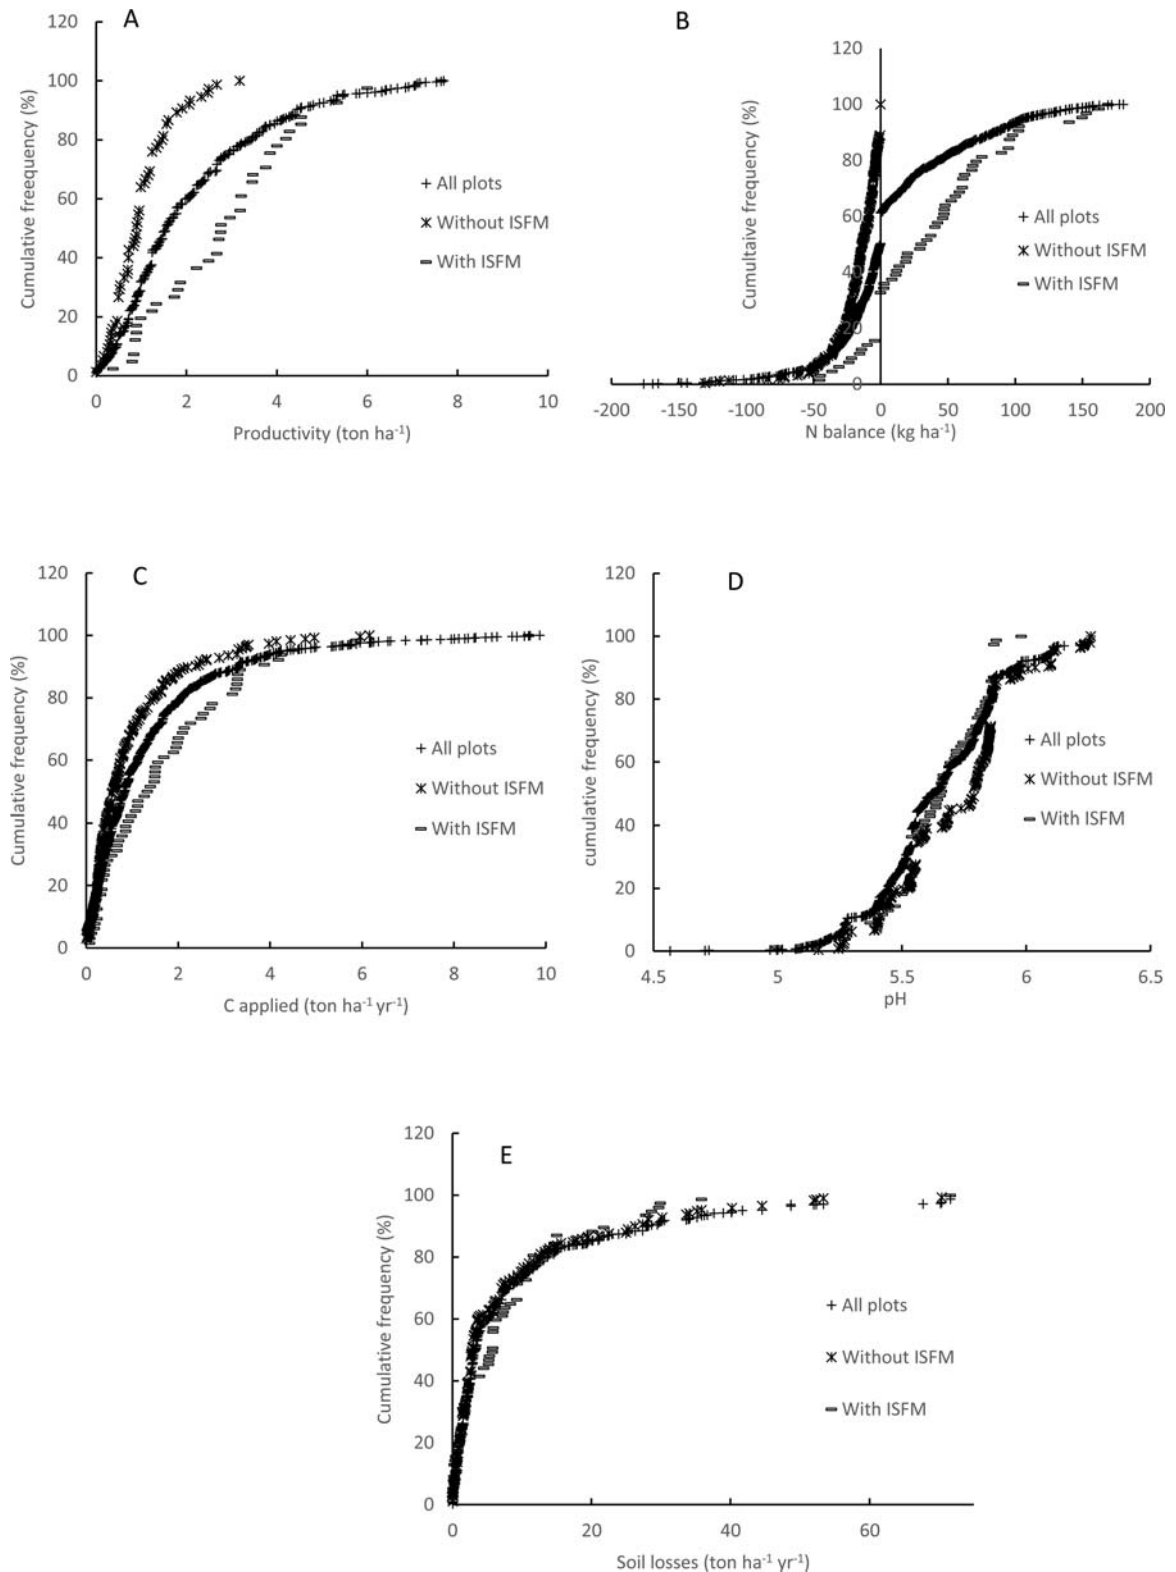 A
Cumulative freequency (%)
120
100
80
60
40
20
0
0 2 4 6 8 10
Productivity (ton ha⁻¹)
All plots
Without ISFM
With ISFM
B
Cumultaive frequency (%)
120
100
80
60
40
20
0
-200 -150 -100 -50 0 50 100 150 200
N balance (kg ha⁻¹)
All plots
Without ISFM
With ISFM
C
Cumulative frequency (%)
120
100
80
60
40
20
0
0 2 4 6 8 10
C applied (ton ha⁻¹ yr⁻¹)
All plots
Without ISFM
With ISFM
D
cumulative frequency (%)
120
100
80
60
40
20
0
4.5 5 5.5 6 6.5
pH
All plots
Without ISFM
With ISFM
E
Cumulative frequency (%)
120
100
80
60
40
20
0
0 20 40 60
Soil losses (ton ha⁻¹ yr⁻¹)
All plots
Without ISFM
With ISFM